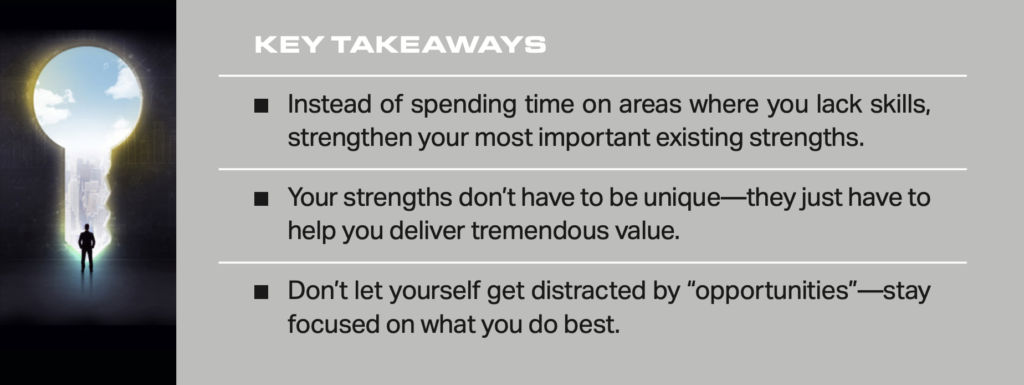 KEY TAKEAWAYS
■ Instead of spending time on areas where you lack skills,
strengthen your most important existing strengths.
■ Your strengths don’t have to be unique—they just have to
help you deliver tremendous value.
■ Don’t let yourself get distracted by “opportunities”—stay
focused on what you do best.